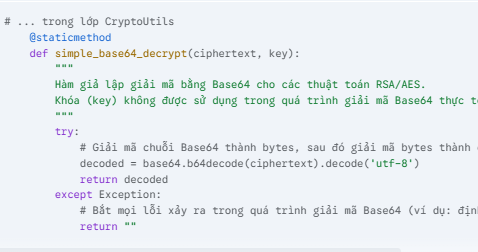 # ... trong lớp CryptoUtils
    @staticmethod
    def simple_base64_decrypt(ciphertext, key):
        """
        Hàm giả lập giải mã bằng Base64 cho các thuật toán RSA/AES.
        Khóa (key) không được sử dụng trong quá trình giải mã Base64 thực
        """
        try:
            # Giải mã chuỗi Base64 thành bytes, sau đó giải mã bytes thành
            decoded = base64.b64decode(ciphertext).decode('utf-8')
            return decoded
        except Exception:
            # Bắt mọi lỗi xảy ra trong quá trình giải mã Base64 (ví dụ: định
            return ""